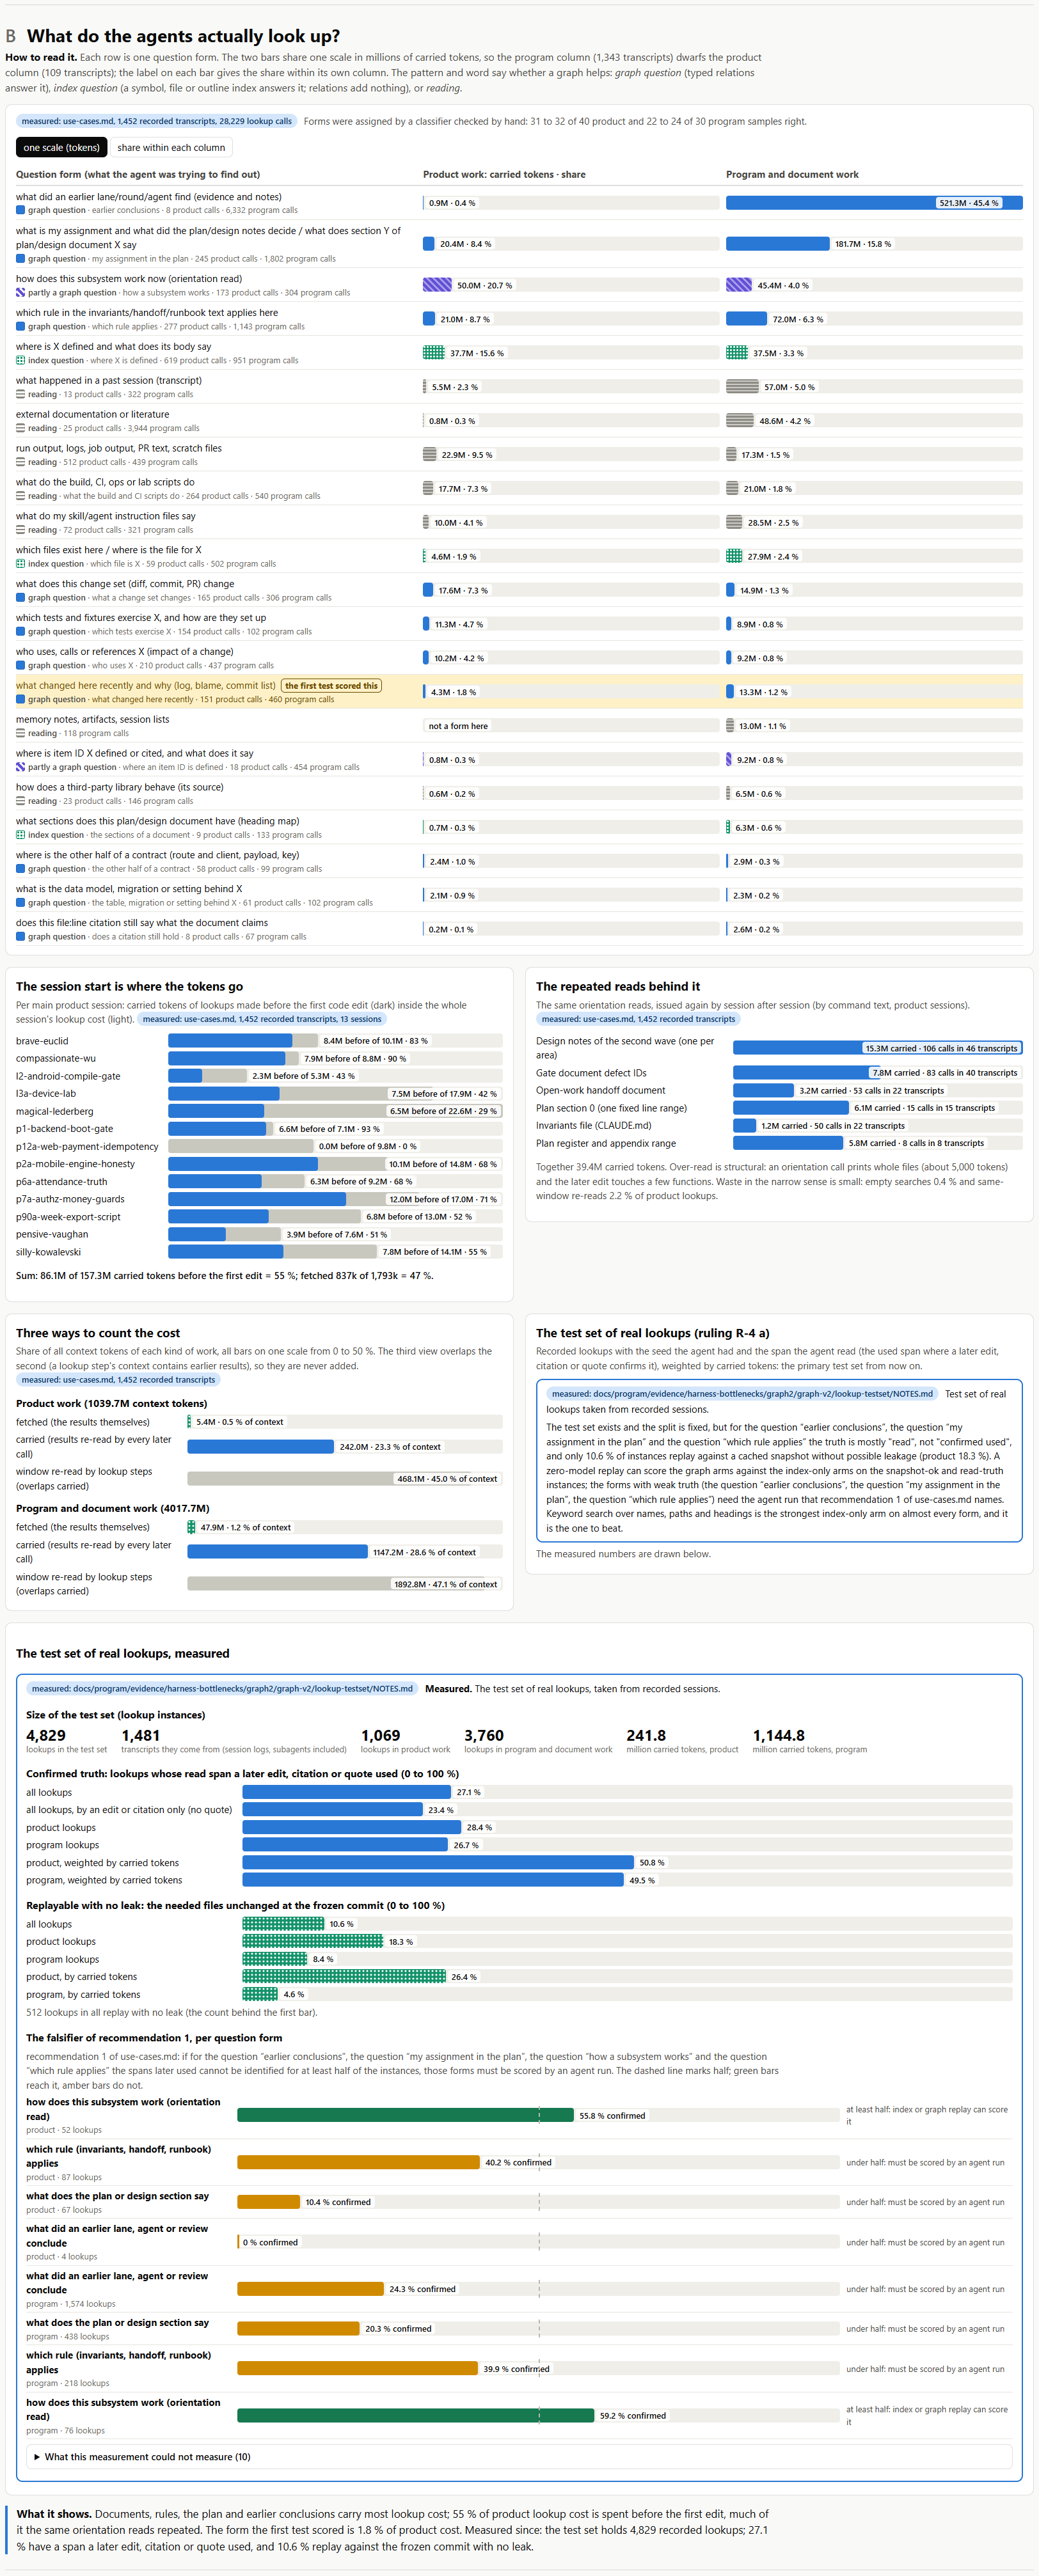 B What do the agents actually look up?
How to read it. Each row is one question form. The two bars share one scale in millions of carried tokens, so the program column (1,343 transcripts) dwarfs the product
column (109 transcripts); the label on each bar gives the share within its own column. The pattern and word say whether a graph helps: graph question (typed relations
answer it), index question (a symbol, file or outline index answers it; relations add nothing), or reading.
measured: use-cases.md, 1,452 recorded transcripts, 28,229 lookup calls Forms were assigned by a classifier checked by hand: 31 to 32 of 40 product and 22 to 24 of 30 program samples right.
one scale (tokens) share within each column
Question form (what the agent was trying to find out) Product work: carried tokens · share Program and document work
what did an earlier lane/round/agent find (evidence and notes)
graph question · earlier conclusions · 8 product calls · 6,332 program calls
0.9M · 0.4 % 521.3M · 45.4 %
what is my assignment and what did the plan/design notes decide / what does section Y of
plan/design document X say
graph question · my assignment in the plan · 245 product calls · 1,802 program calls
20.4M · 8.4 % 181.7M · 15.8 %
how does this subsystem work now (orientation read)
partly a graph question · how a subsystem works · 173 product calls · 304 program calls
50.0M · 20.7 % 45.4M · 4.0 %
which rule in the invariants/handoff/runbook text applies here
graph question · which rule applies · 277 product calls · 1,143 program calls
21.0M · 8.7 % 72.0M · 6.3 %
where is X defined and what does its body say
index question · where X is defined · 619 product calls · 951 program calls
37.7M · 15.6 % 37.5M · 3.3 %
what happened in a past session (transcript)
reading · 13 product calls · 322 program calls
5.5M · 2.3 % 57.0M · 5.0 %
external documentation or literature
reading · 25 product calls · 3,944 program calls
0.8M · 0.3 % 48.6M · 4.2 %
run output, logs, job output, PR text, scratch files
reading · 512 product calls · 439 program calls
22.9M · 9.5 % 17.3M · 1.5 %
what do the build, CI, ops or lab scripts do
reading · what the build and CI scripts do · 264 product calls · 540 program calls
17.7M · 7.3 % 21.0M · 1.8 %
what do my skill/agent instruction files say
reading · 72 product calls · 321 program calls
10.0M · 4.1 % 28.5M · 2.5 %
which files exist here / where is the file for X
index question · which file is X · 59 product calls · 502 program calls
4.6M · 1.9 % 27.9M · 2.4 %
what does this change set (diff, commit, PR) change
graph question · what a change set changes · 165 product calls · 306 program calls
17.6M · 7.3 % 14.9M · 1.3 %
which tests and fixtures exercise X, and how are they set up
graph question · which tests exercise X · 154 product calls · 102 program calls
11.3M · 4.7 % 8.9M · 0.8 %
who uses, calls or references X (impact of a change)
graph question · who uses X · 210 product calls · 437 program calls
10.2M · 4.2 % 9.2M · 0.8 %
what changed here recently and why (log, blame, commit list) the first test scored this
graph question · what changed here recently · 151 product calls · 460 program calls
4.3M · 1.8 % 13.3M · 1.2 %
memory notes, artifacts, session lists
reading · 118 program calls
not a form here 13.0M · 1.1 %
where is item ID X defined or cited, and what does it say
partly a graph question · where an item ID is defined · 18 product calls · 454 program calls
0.8M · 0.3 % 9.2M · 0.8 %
how does a third-party library behave (its source)
reading · 23 product calls · 146 program calls
0.6M · 0.2 % 6.5M · 0.6 %
what sections does this plan/design document have (heading map)
index question · the sections of a document · 9 product calls · 133 program calls
0.7M · 0.3 % 6.3M · 0.6 %
where is the other half of a contract (route and client, payload, key)
graph question · the other half of a contract · 58 product calls · 99 program calls
2.4M · 1.0 % 2.9M · 0.3 %
what is the data model, migration or setting behind X
graph question · the table, migration or setting behind X · 61 product calls · 102 program calls
2.1M · 0.9 % 2.3M · 0.2 %
does this file:line citation still say what the document claims
graph question · does a citation still hold · 8 product calls · 67 program calls
0.2M · 0.1 % 2.6M · 0.2 %
The session start is where the tokens go
Per main product session: carried tokens of lookups made before the first code edit (dark) inside the whole
session's lookup cost (light). measured: use-cases.md, 1,452 recorded transcripts, 13 sessions
brave-euclid 8.4M before of 10.1M · 83 %
compassionate-wu 7.9M before of 8.8M · 90 %
l2-android-compile-gate 2.3M before of 5.3M · 43 %
l3a-device-lab 7.5M before of 17.9M · 42 %
magical-lederberg 6.5M before of 22.6M · 29 %
p1-backend-boot-gate 6.6M before of 7.1M · 93 %
p12a-web-payment-idempotency 0.0M before of 9.8M · 0 %
p2a-mobile-engine-honesty 10.1M before of 14.8M · 68 %
p6a-attendance-truth 6.3M before of 9.2M · 68 %
p7a-authz-money-guards 12.0M before of 17.0M · 71 %
p90a-week-export-script 6.8M before of 13.0M · 52 %
pensive-vaughan 3.9M before of 7.6M · 51 %
silly-kowalevski 7.8M before of 14.1M · 55 %
Sum: 86.1M of 157.3M carried tokens before the first edit = 55 %; fetched 837k of 1,793k = 47 %.
The repeated reads behind it
The same orientation reads, issued again by session after session (by command text, product sessions).
measured: use-cases.md, 1,452 recorded transcripts
Design notes of the second wave (one per
area)
15.3M carried · 106 calls in 46 transcripts
Gate document defect IDs 7.8M carried · 83 calls in 40 transcripts
Open-work handoff document 3.2M carried · 53 calls in 22 transcripts
Plan section 0 (one fixed line range) 6.1M carried · 15 calls in 15 transcripts
Invariants file (CLAUDE.md) 1.2M carried · 50 calls in 22 transcripts
Plan register and appendix range 5.8M carried · 8 calls in 8 transcripts
Together 39.4M carried tokens. Over-read is structural: an orientation call prints whole files (about 5,000 tokens)
and the later edit touches a few functions. Waste in the narrow sense is small: empty searches 0.4 % and same-
window re-reads 2.2 % of product lookups.
Three ways to count the cost
Share of all context tokens of each kind of work, all bars on one scale from 0 to 50 %. The third view overlaps the
second (a lookup step's context contains earlier results), so they are never added.
measured: use-cases.md, 1,452 recorded transcripts
Product work (1039.7M context tokens)
fetched (the results themselves) 5.4M · 0.5 % of context
carried (results re-read by every later
call)
242.0M · 23.3 % of context
window re-read by lookup steps
(overlaps carried)
468.1M · 45.0 % of context
Program and document work (4017.7M)
fetched (the results themselves) 47.9M · 1.2 % of context
carried (results re-read by every later
call)
1147.2M · 28.6 % of context
window re-read by lookup steps
(overlaps carried)
1892.8M · 47.1 % of context
The test set of real lookups (ruling R-4 a)
Recorded lookups with the seed the agent had and the span the agent read (the used span where a later edit,
citation or quote confirms it), weighted by carried tokens: the primary test set from now on.
measured: docs/program/evidence/harness-bottlenecks/graph2/graph-v2/lookup-testset/NOTES.md Test set of real
lookups taken from recorded sessions.
The test set exists and the split is fixed, but for the question "earlier conclusions", the question "my
assignment in the plan" and the question "which rule applies" the truth is mostly "read", not "confirmed used",
and only 10.6 % of instances replay against a cached snapshot without possible leakage (product 18.3 %). A
zero-model replay can score the graph arms against the index-only arms on the snapshot-ok and read-truth
instances; the forms with weak truth (the question "earlier conclusions", the question "my assignment in the
plan", the question "which rule applies") need the agent run that recommendation 1 of use-cases.md names.
Keyword search over names, paths and headings is the strongest index-only arm on almost every form, and it
is the one to beat.
The measured numbers are drawn below.
The test set of real lookups, measured
measured: docs/program/evidence/harness-bottlenecks/graph2/graph-v2/lookup-testset/NOTES.md Measured. The test set of real lookups, taken from recorded sessions.
Size of the test set (lookup instances)
4,829 1,481 1,069 3,760 241.8 1,144.8
lookups in the test set transcripts they come from (session logs, subagents included) lookups in product work lookups in program and document work million carried tokens, product million carried tokens, program
Confirmed truth: lookups whose read span a later edit, citation or quote used (0 to 100 %)
all lookups 27.1 %
all lookups, by an edit or citation only (no quote) 23.4 %
product lookups 28.4 %
program lookups 26.7 %
product, weighted by carried tokens 50.8 %
program, weighted by carried tokens 49.5 %
Replayable with no leak: the needed files unchanged at the frozen commit (0 to 100 %)
all lookups 10.6 %
product lookups 18.3 %
program lookups 8.4 %
product, by carried tokens 26.4 %
program, by carried tokens 4.6 %
512 lookups in all replay with no leak (the count behind the first bar).
The falsifier of recommendation 1, per question form
recommendation 1 of use-cases.md: if for the question "earlier conclusions", the question "my assignment in the plan", the question "how a subsystem works" and the question
"which rule applies" the spans later used cannot be identified for at least half of the instances, those forms must be scored by an agent run. The dashed line marks half; green bars
reach it, amber bars do not.
how does this subsystem work (orientation
read)
product · 52 lookups
55.8 % confirmed
at least half: index or graph replay can score
it
which rule (invariants, handoff, runbook)
applies
product · 87 lookups
40.2 % confirmed
under half: must be scored by an agent run
what does the plan or design section say
product · 67 lookups
10.4 % confirmed
under half: must be scored by an agent run
what did an earlier lane, agent or review
conclude
product · 4 lookups
0 % confirmed
under half: must be scored by an agent run
what did an earlier lane, agent or review
conclude
program · 1,574 lookups
24.3 % confirmed
under half: must be scored by an agent run
what does the plan or design section say
program · 438 lookups
20.3 % confirmed
under half: must be scored by an agent run
which rule (invariants, handoff, runbook)
applies
program · 218 lookups
39.9 % confirmed
under half: must be scored by an agent run
how does this subsystem work (orientation
read)
program · 76 lookups
59.2 % confirmed
at least half: index or graph replay can score
it
▶ What this measurement could not measure (10)
What it shows. Documents, rules, the plan and earlier conclusions carry most lookup cost; 55 % of product lookup cost is spent before the first edit, much of
it the same orientation reads repeated. The form the first test scored is 1.8 % of product cost. Measured since: the test set holds 4,829 recorded lookups; 27.1
% have a span a later edit, citation or quote used, and 10.6 % replay against the frozen commit with no leak.